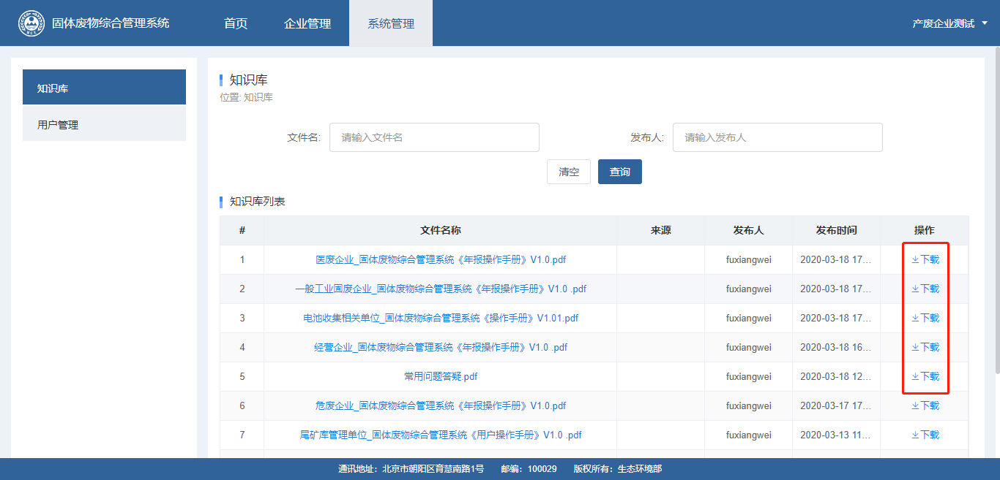 固体废物综合管理系统 首页 企业管理 系统管理 产废企业测试
知识库
用户管理
知识库
位置: 知识库
文件名: 请输入文件名 发布人: 请输入发布人
清空 查询
知识库列表
# 文件名称 来源 发布人 发布时间 操作
1 医废企业_固体废物综合管理系统《年报操作手册》V1.0.pdf fuxiangwei 2020-03-18 17... 下载
2 一般工业固废企业_固体废物综合管理系统《年报操作手册》V1.0 .pdf fuxiangwei 2020-03-18 17... 下载
3 电池收集相关单位_固体废物综合管理系统《操作手册》V1.01.pdf fuxiangwei 2020-03-18 17... 下载
4 经营企业_固体废物综合管理系统《年报操作手册》V1.0 .pdf fuxiangwei 2020-03-18 16... 下载
5 常用问题答疑.pdf fuxiangwei 2020-03-18 12... 下载
6 危废企业_固体废物综合管理系统《年报操作手册》V1.0.pdf fuxiangwei 2020-03-17 17... 下载
7 尾矿库管理单位_固体废物综合管理系统《用户操作手册》V1.0 .pdf fuxiangwei 2020-03-13 11... 下载
通讯地址：北京市朝阳区育慧南路1号 邮编：100029 版权所有：生态环境部